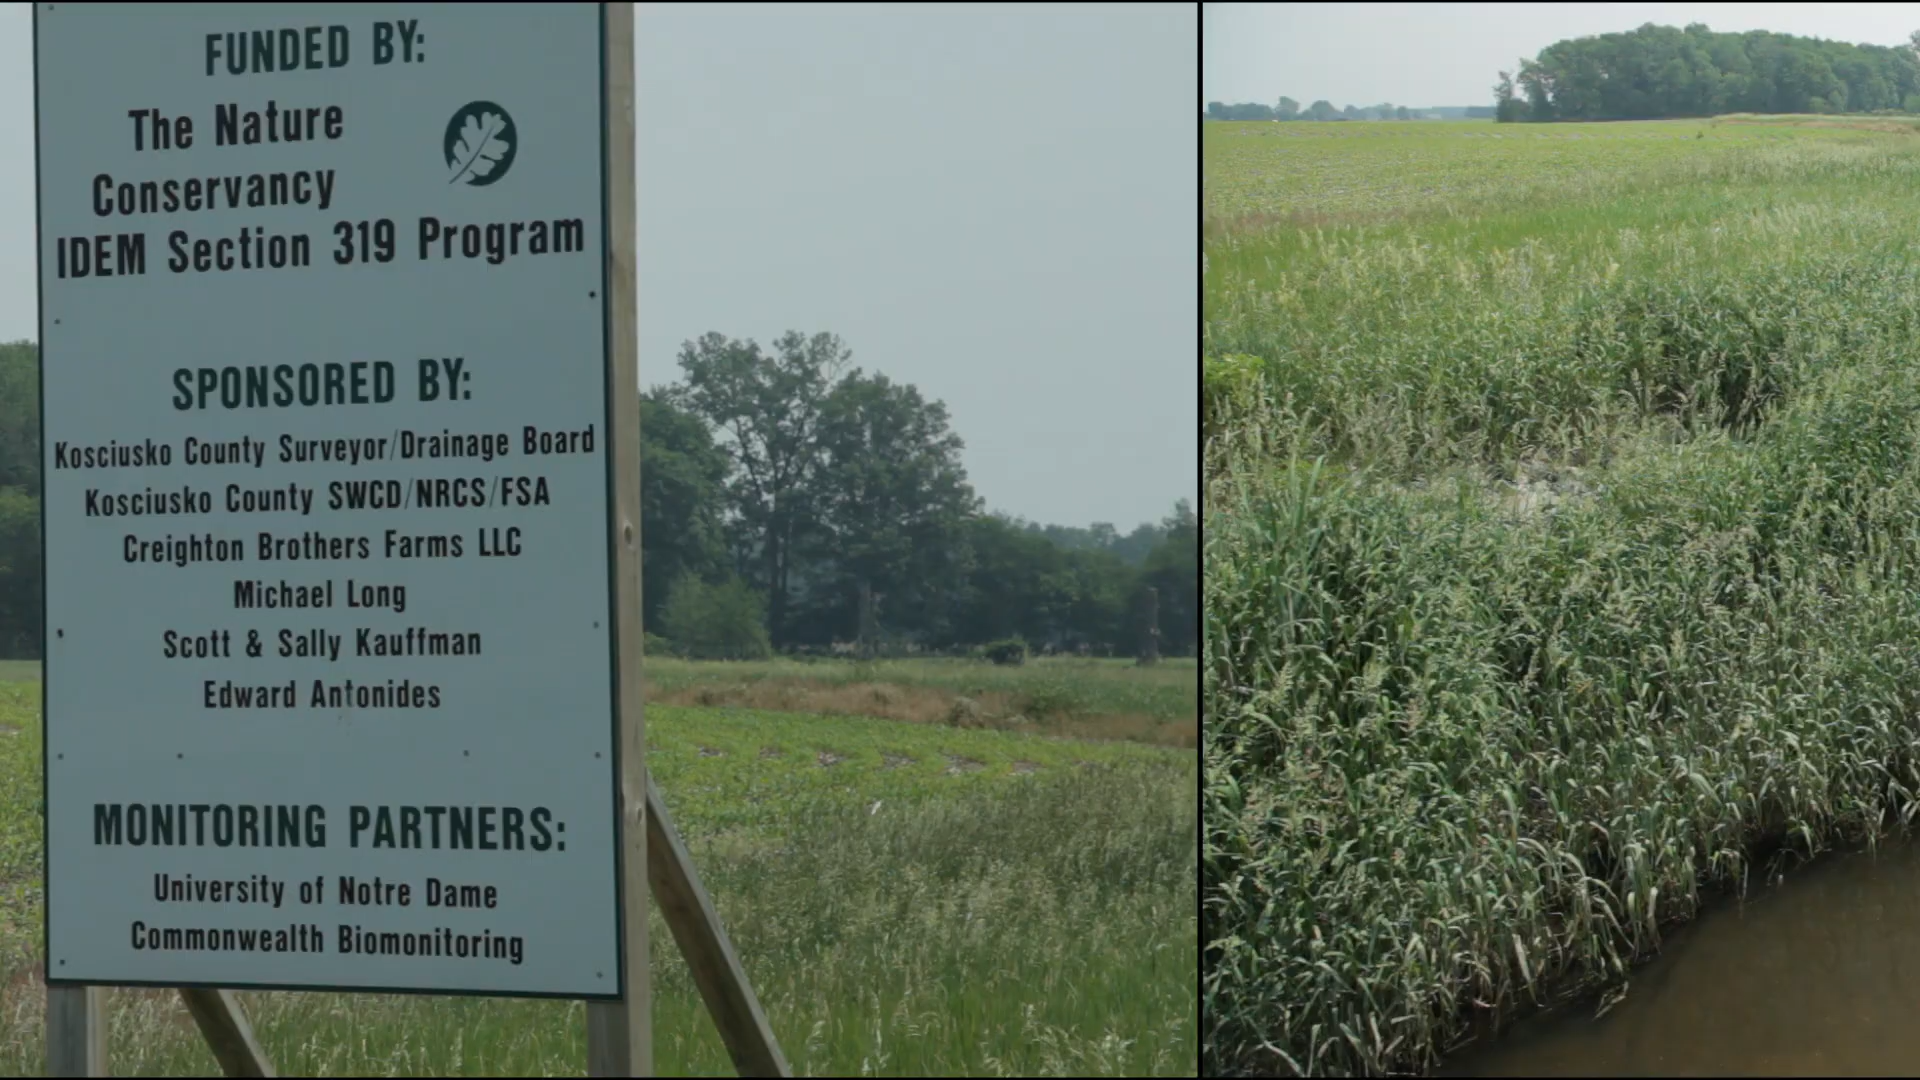 FUNDED BY:
The Nature
Conservancy
IDEM Section 319 Program
SPONSORED BY:
Kosciusko County Surveyor/Drainage Board
Kosciusko County SWCD/NRCS/FSA
Creighton Brothers Farms LLC
Michael Long
Scott & Sally Kauffman
Edward Antonides
MONITORING PARTNERS:
University of Notre Dame
Commonwealth Biomonitoring